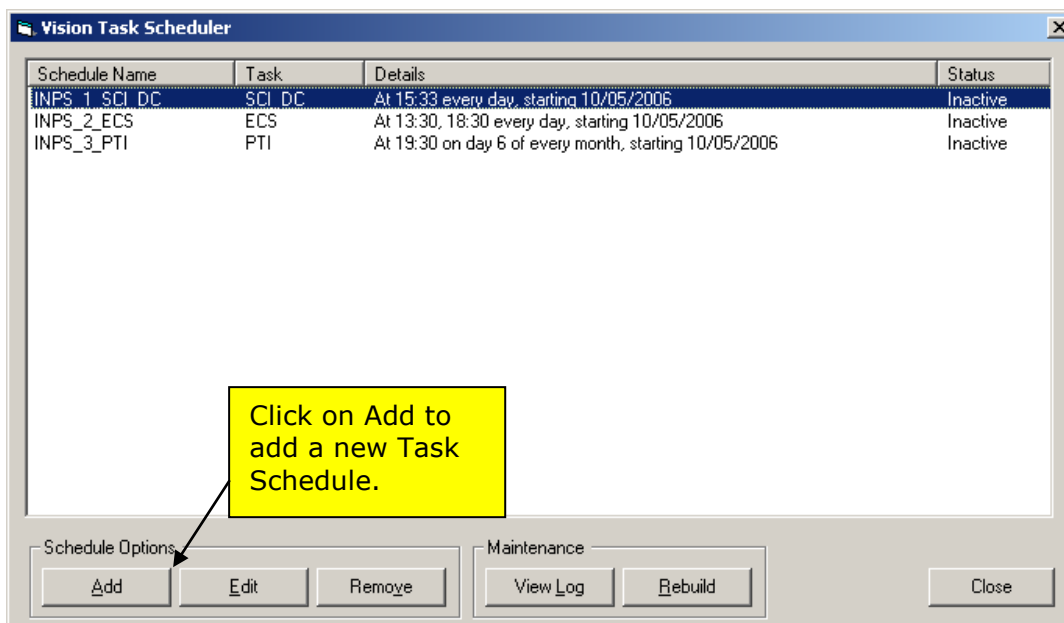 Vision Task Scheduler
Schedule Name Task Details Status
INPS_1_SCI_DC SCI_DC At 15:33 every day, starting 10/05/2006 Inactive
INPS_2_ECS ECS At 13:30, 18:30 every day, starting 10/05/2006 Inactive
INPS_3_PTI PTI At 19:30 on day 6 of every month, starting 10/05/2006 Inactive
Click on Add to
add a new Task
Schedule.
Schedule Options Maintenance
Add Edit Remove View Log Rebuild Close